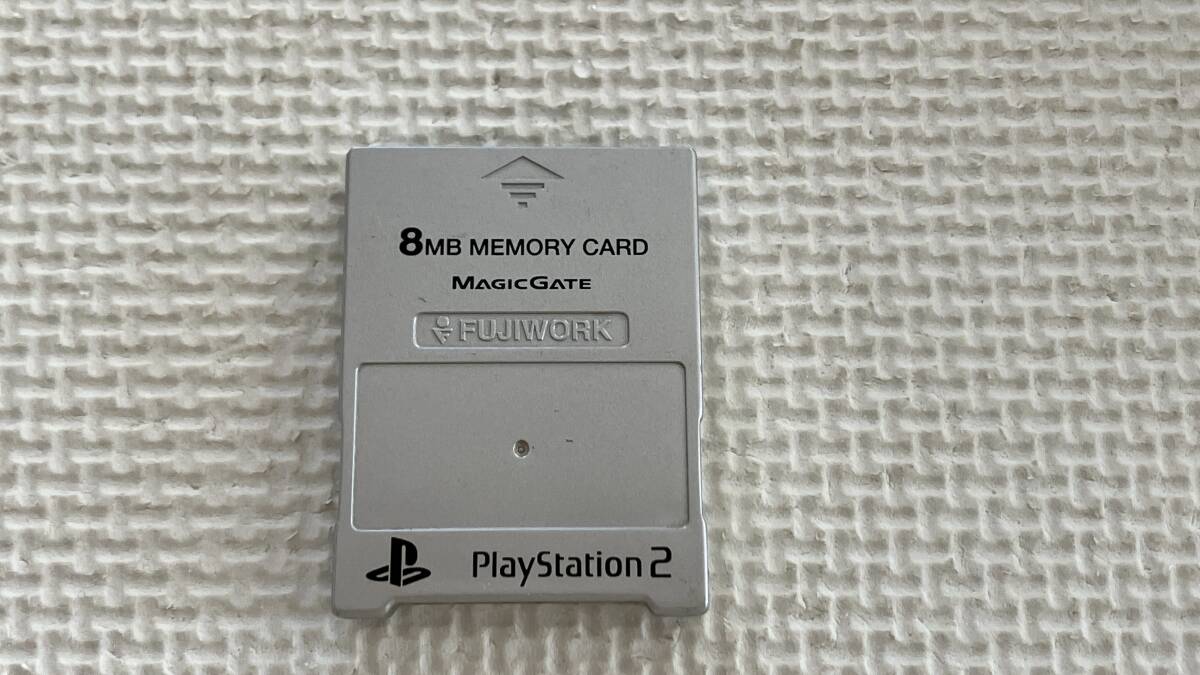 8MB MEMORY CARD
MAGICGATE
FUJIWORK
PlayStation 2